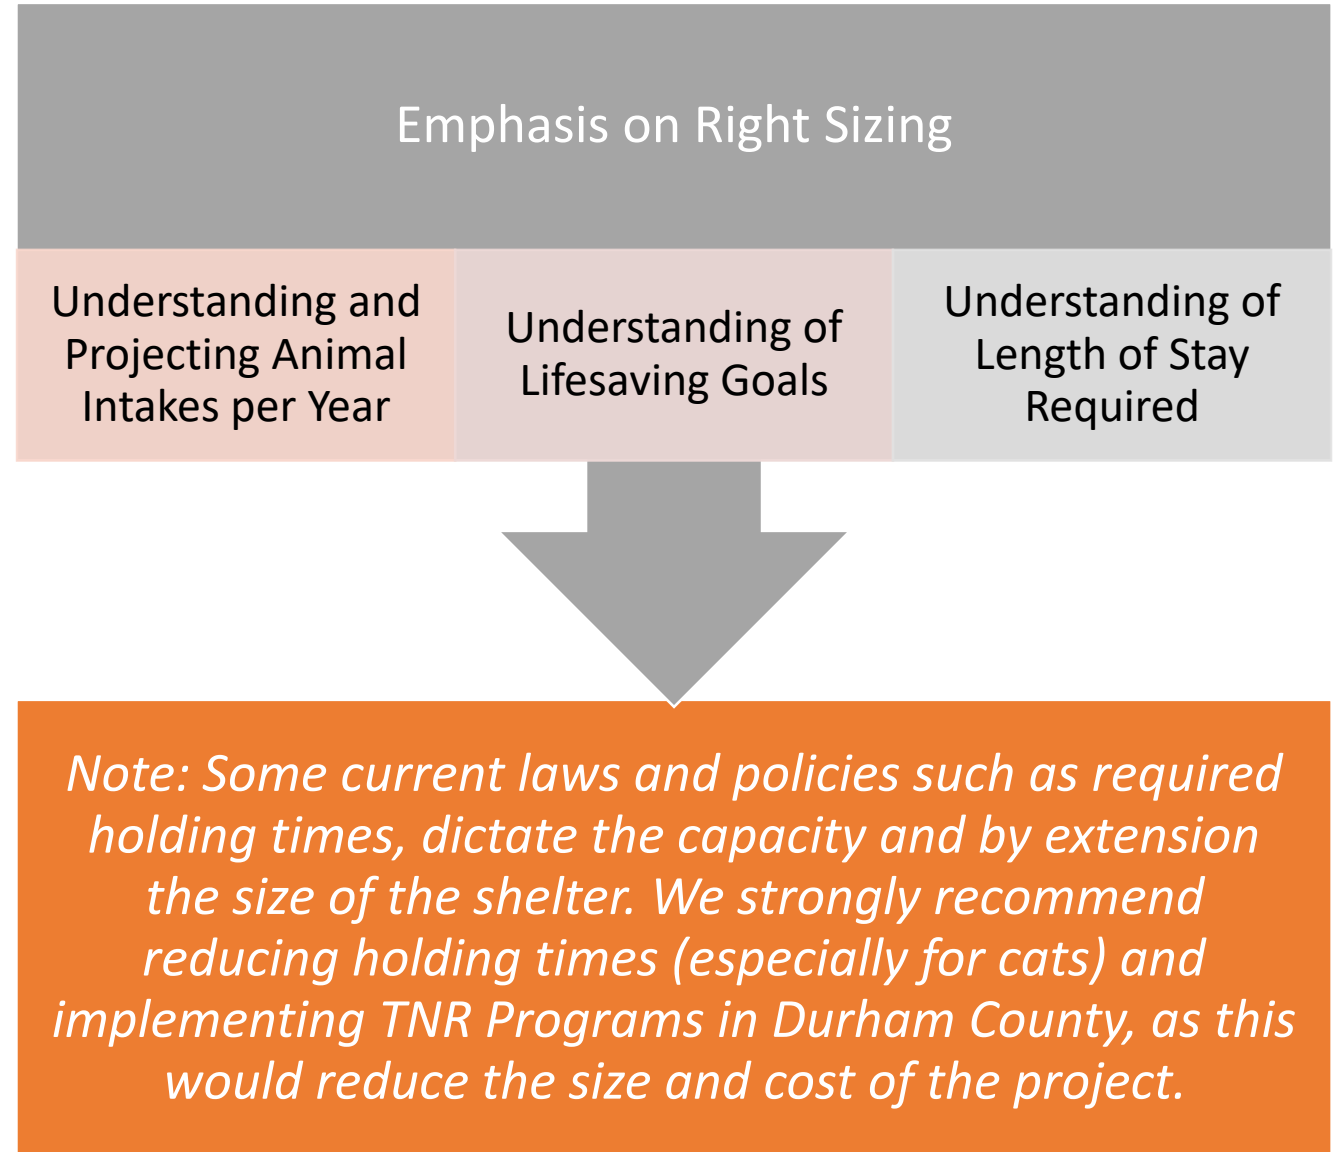 Emphasis on Right Sizing
Understanding and
Projecting Animal
Intakes per Year
Understanding of
Lifesaving Goals
Understanding of
Length of Stay
Required
Note: Some current laws and policies such as required
holding times, dictate the capacity and by extension
the size of the shelter. We strongly recommend
reducing holding times (especially for cats) and
implementing TNR Programs in Durham County, as this
would reduce the size and cost of the project.